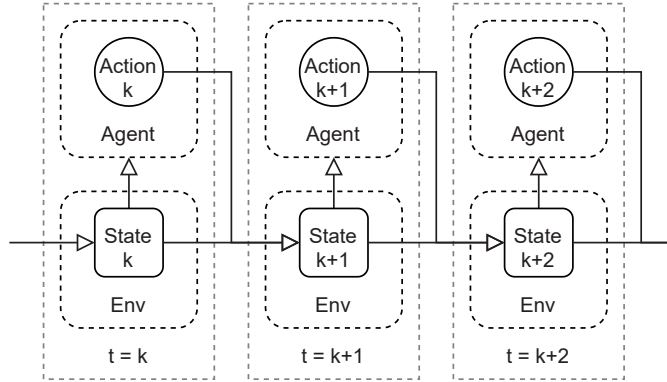 Action
k
Agent
State
k
Env
t = k
Action
k+1
Agent
State
k+1
Env
t = k+1
Action
k+2
Agent
State
k+2
Env
t = k+2